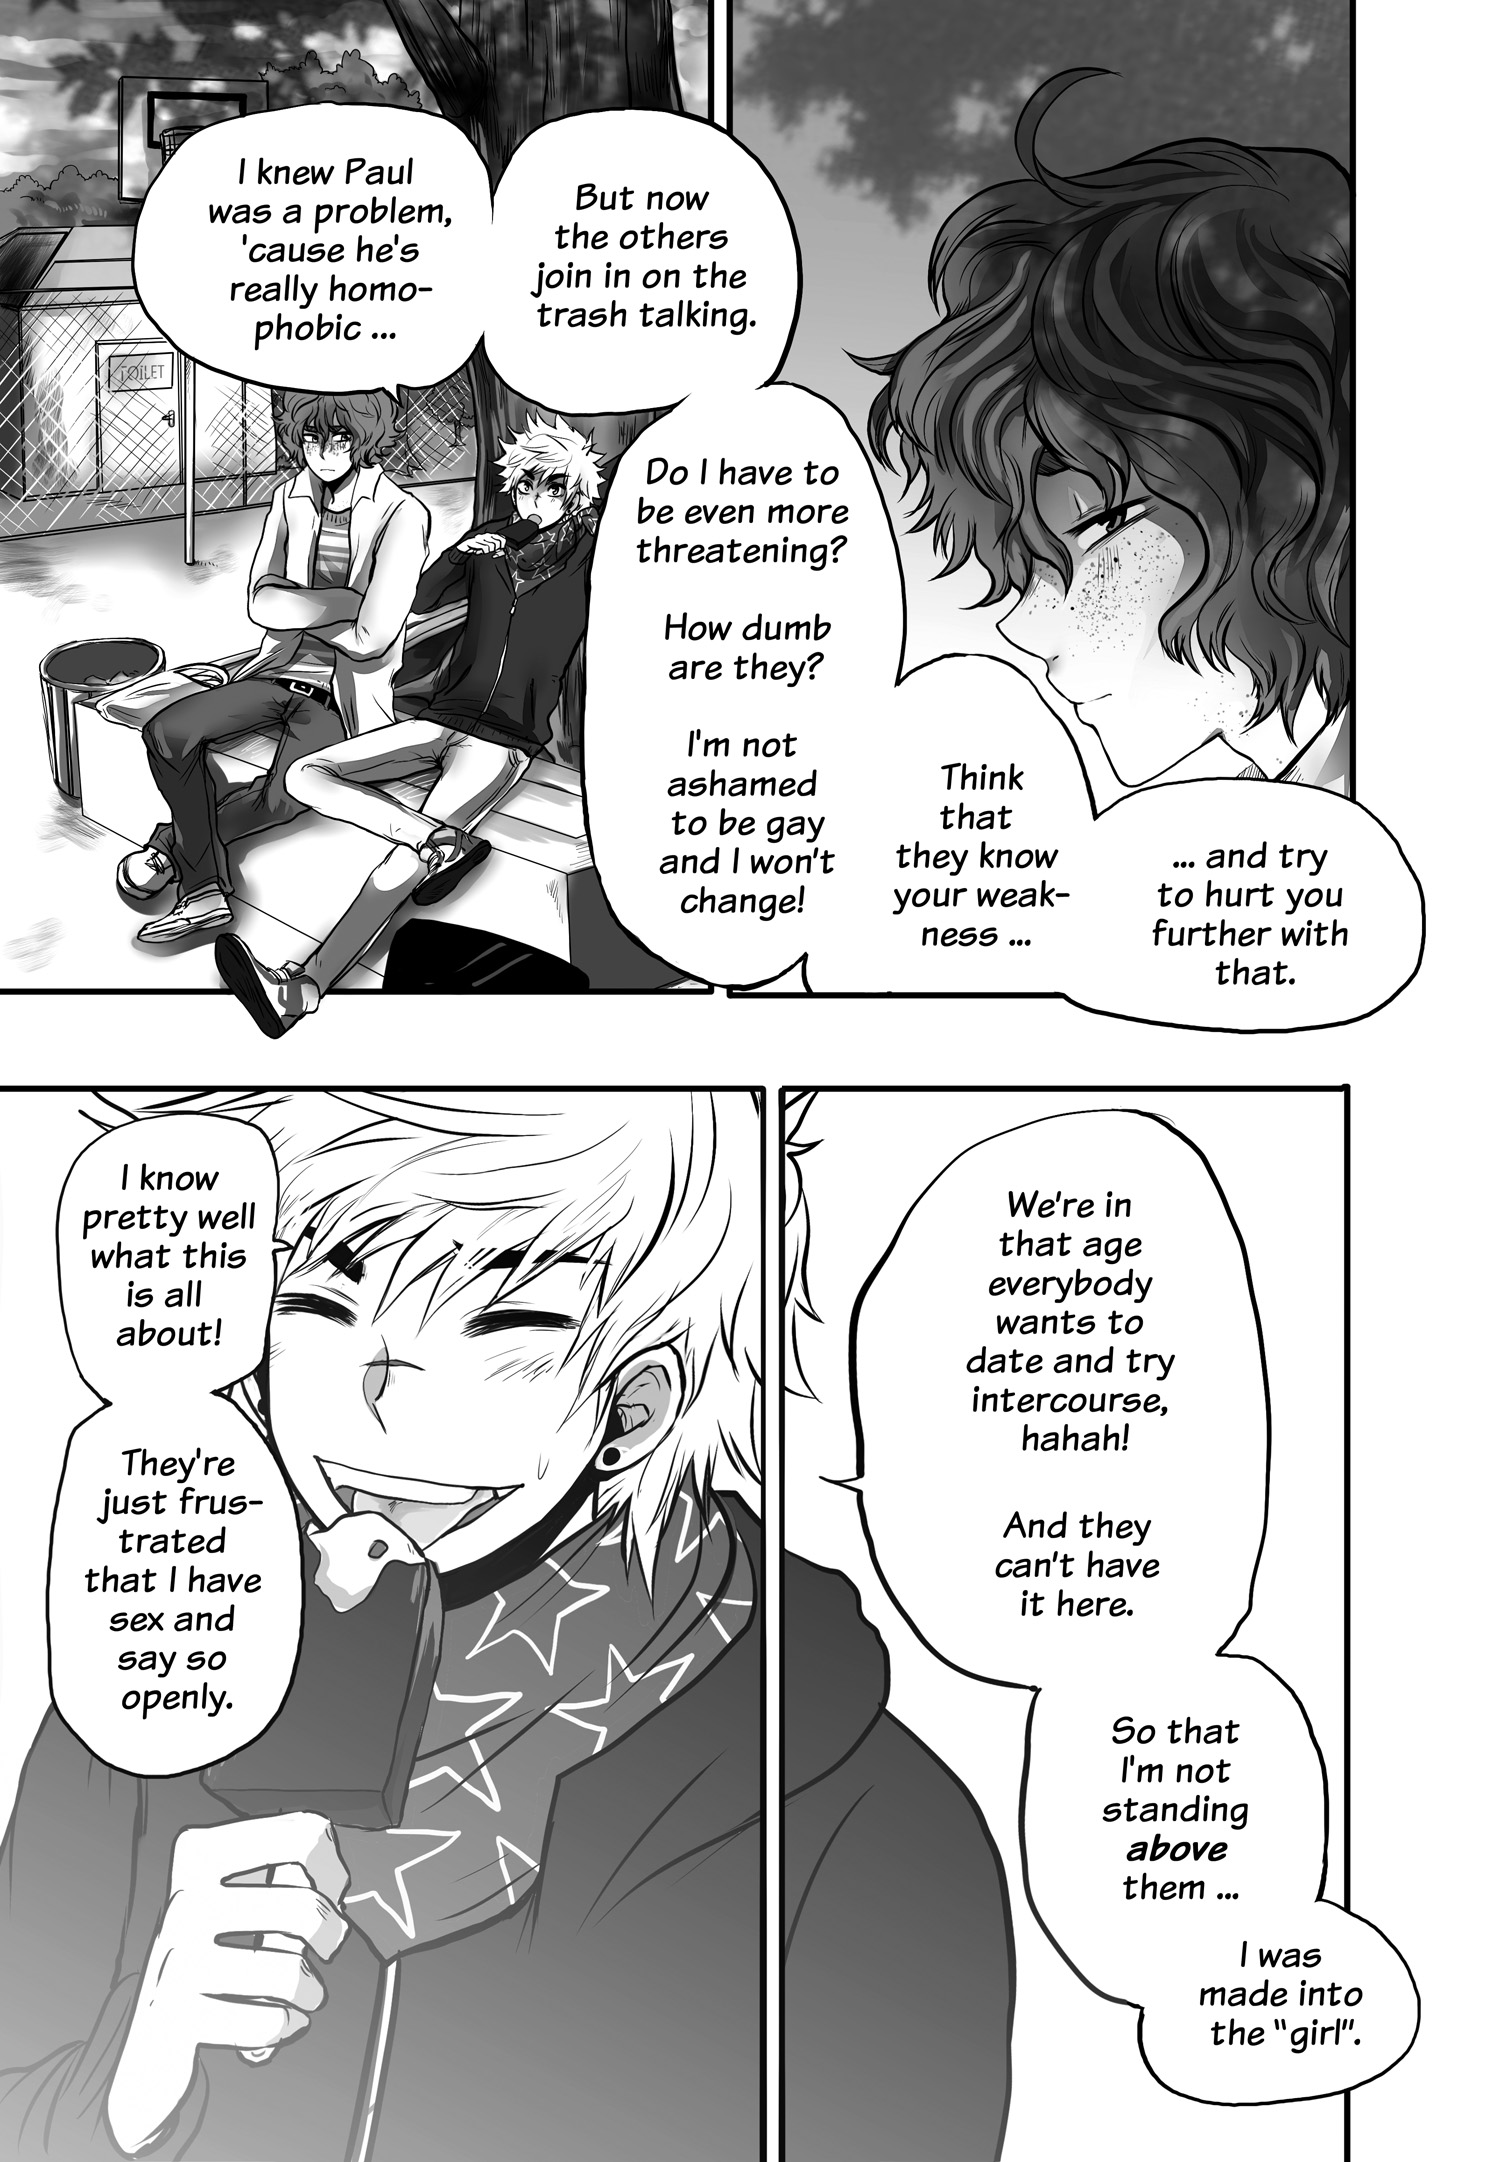 I knew Paul
was a problem,
'cause he's
really homo-
phobic ...
But now
the others
join in on the
trash talking.
TOILET
Do I have to
be even more
threatening?
How dumb
are they?
I'm not
ashamed
to be gay
and I won't
change!
Think
that
they know
your weak-
ness ...
... and try
to hurt you
further with
that.
I know
pretty well
what this
is all
about!
They're
just frus-
trated
that I have
sex and
say so
openly.
We're in
that age
everybody
wants to
date and try
intercourse,
hahah!
And they
can't have
it here.
So that
I'm not
standing
above
them ...
I was
made into
the “girl”.